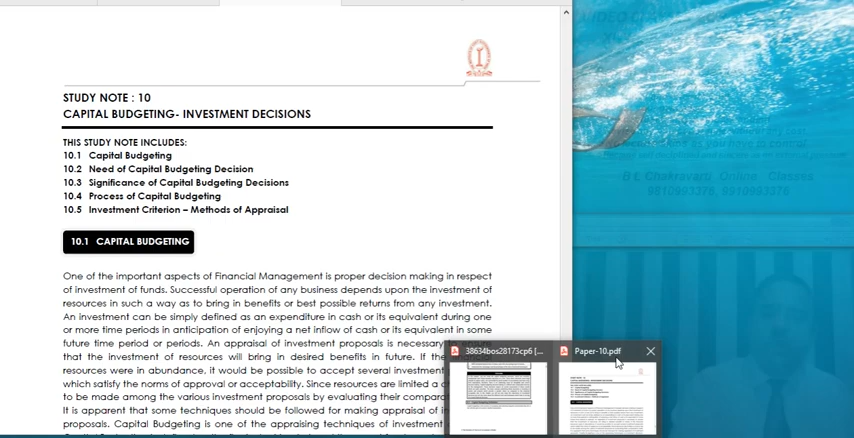 STUDY NOTE : 10
CAPITAL BUDGETING- INVESTMENT DECISIONS
THIS STUDY NOTE INCLUDES:
10.1 Capital Budgeting
10.2 Need of Capital Budgeting Decision
10.3 Significance of Capital Budgeting Decisions
10.4 Process of Capital Budgeting
10.5 Investment Criterion – Methods of Appraisal
10.1 CAPITAL BUDGETING
One of the important aspects of Financial Management is proper decision making in respect
of investment of funds. Successful operation of any business depends upon the investment of
resources in such a way as to bring in benefits or best possible returns from any investment.
An investment can be simply defined as an expenditure in cash or its equivalent during one
or more time periods in anticipation of enjoying a net inflow of cash or its equivalent in some
future time period or periods. An appraisal of investment proposals is necessary
that the investment of resources will bring in desired benefits in future. If the
resources were in abundance, it would be possible to accept several investment
which satisfy the norms of approval or acceptability. Since resources are limited a
to be made among the various investment proposals by evaluating their
It is apparent that some techniques should be followed for making appraisal of
proposals. Capital Budgeting is one of the appraising techniques of investment
38634bos28173cp6 [...
Paper-10.pdf
B E Chakravarti Online Classes
9810993376, 9910993376